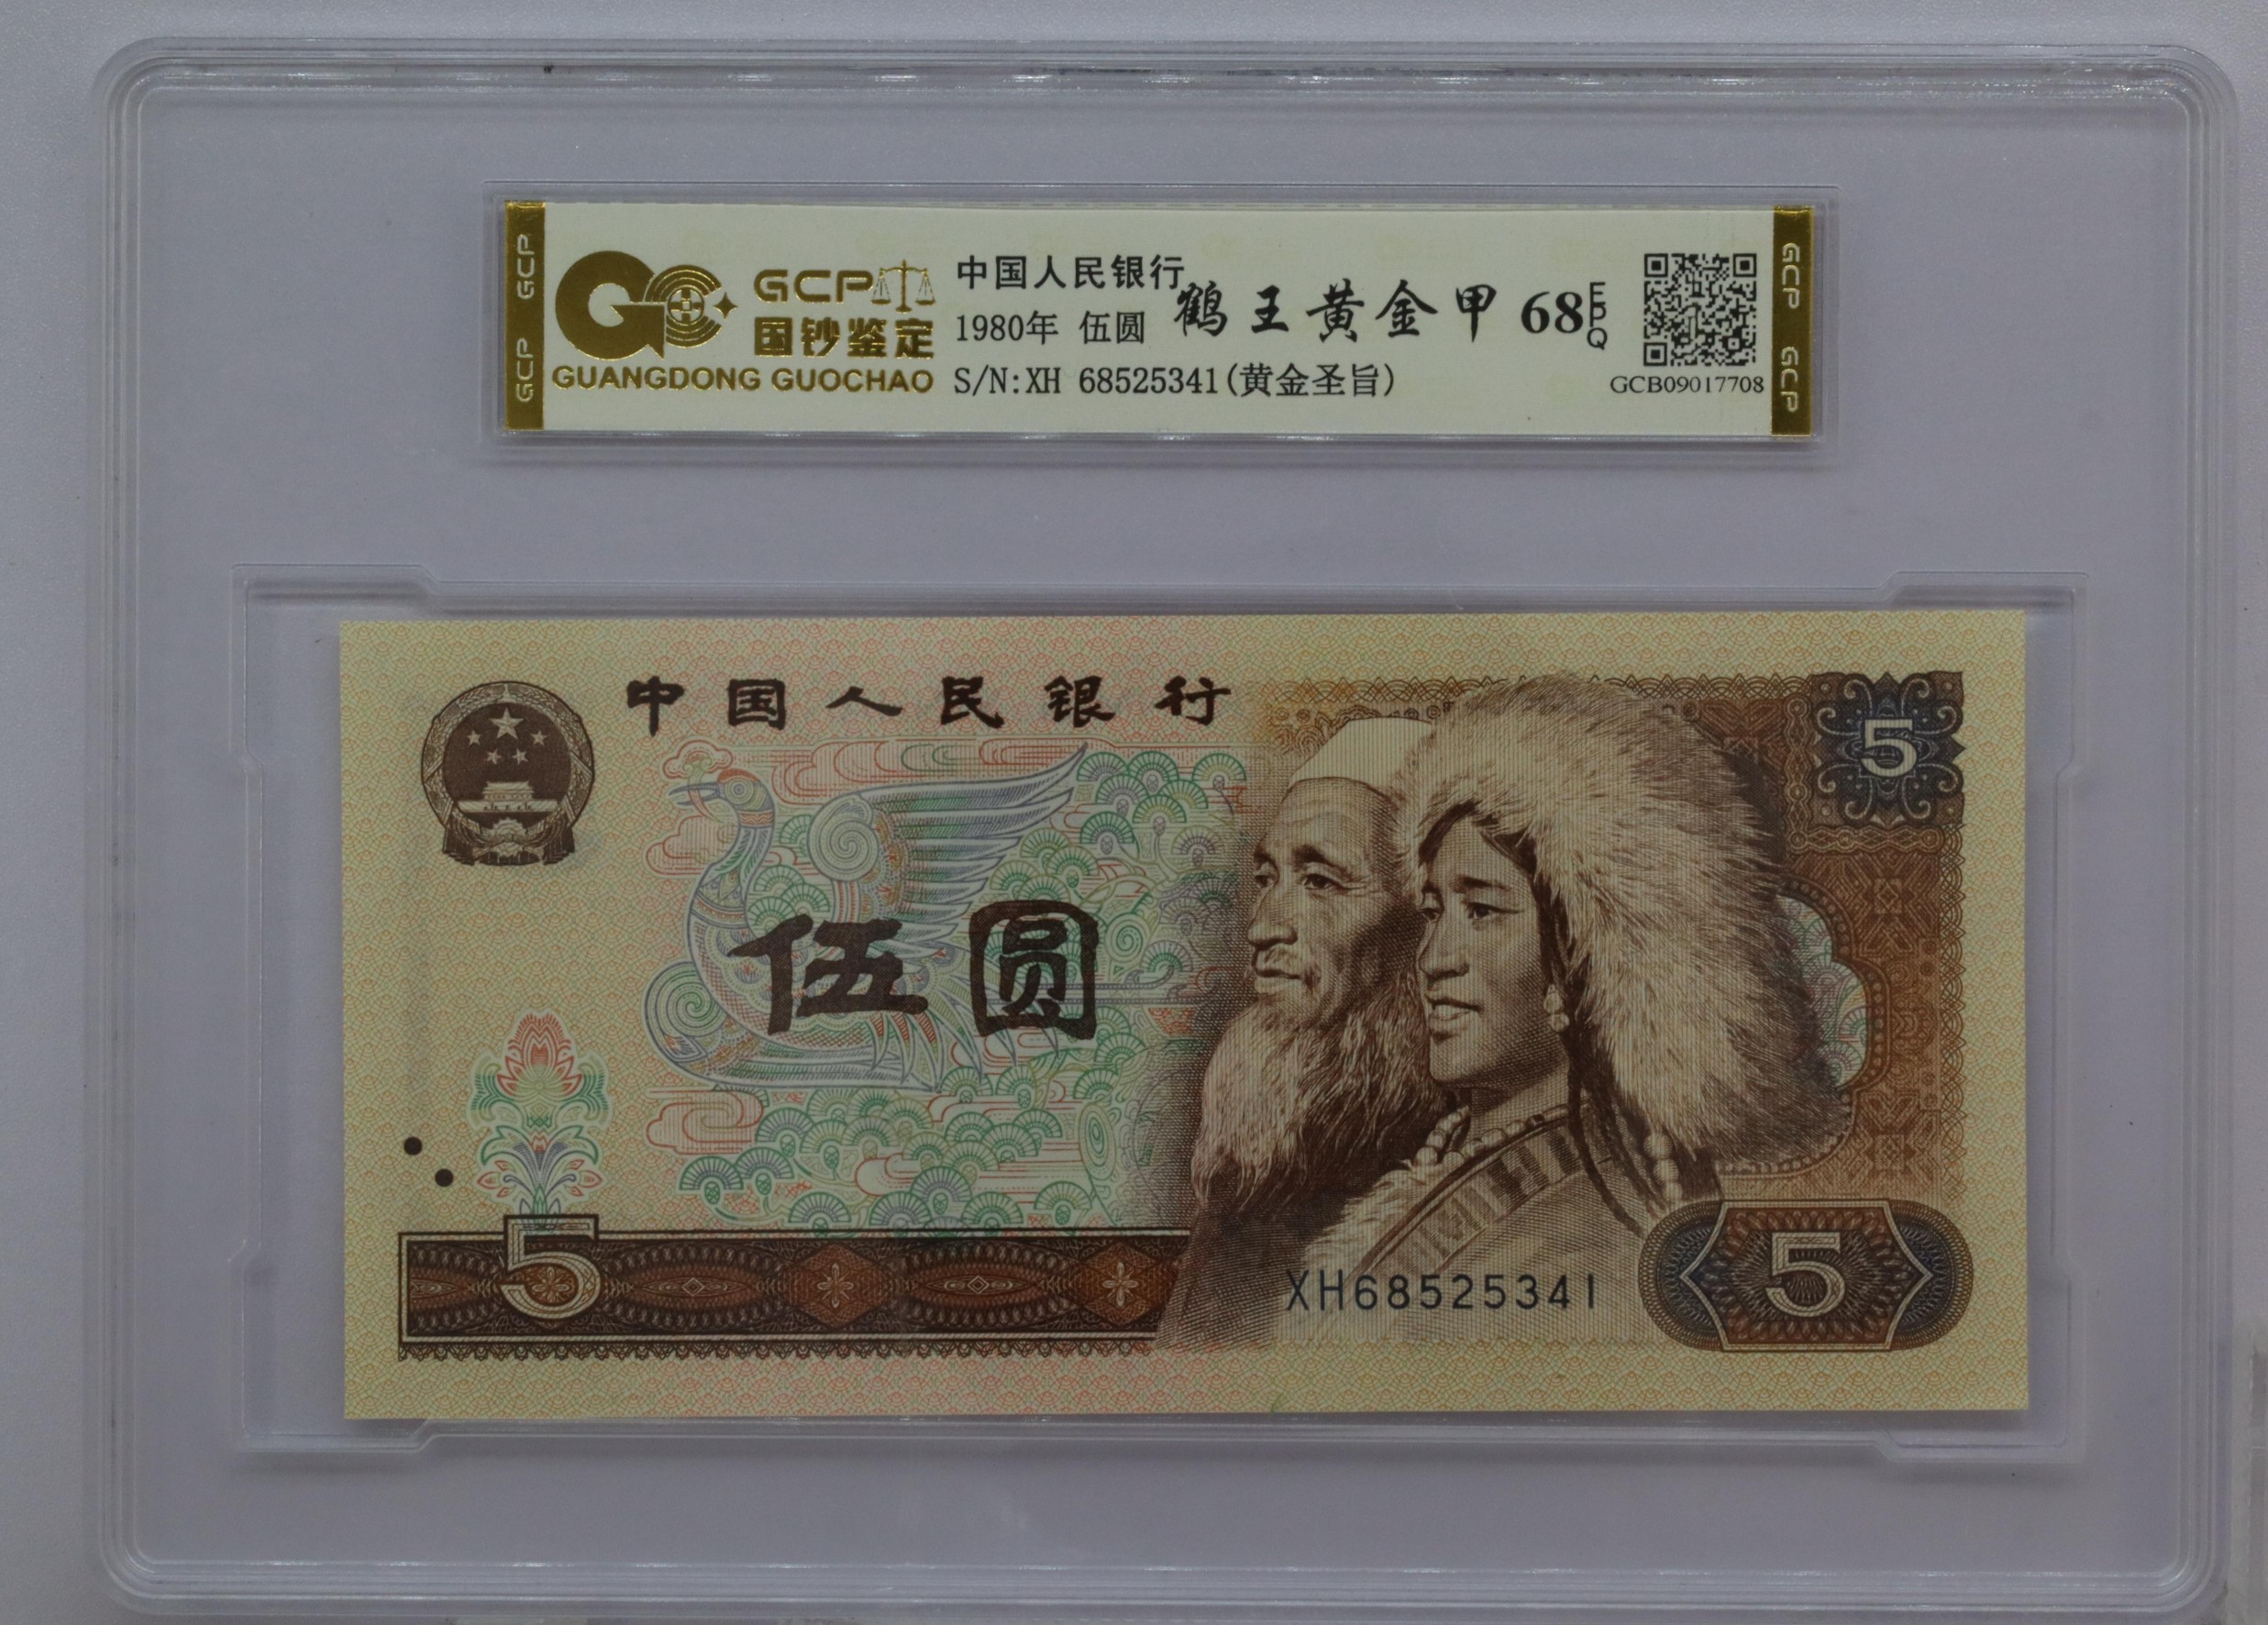 GCP 国钞鉴定
GUANGDONG GUOCHAO
中国人民银行
1980年 伍圆
S/N:XH 68525341(黄金圣旨)
鹤王黄金甲 68 EPQ
GCB09017708
GCP
GCP
GCP
GCP
中国人民银行
5
伍圆
5
XH68525341
5